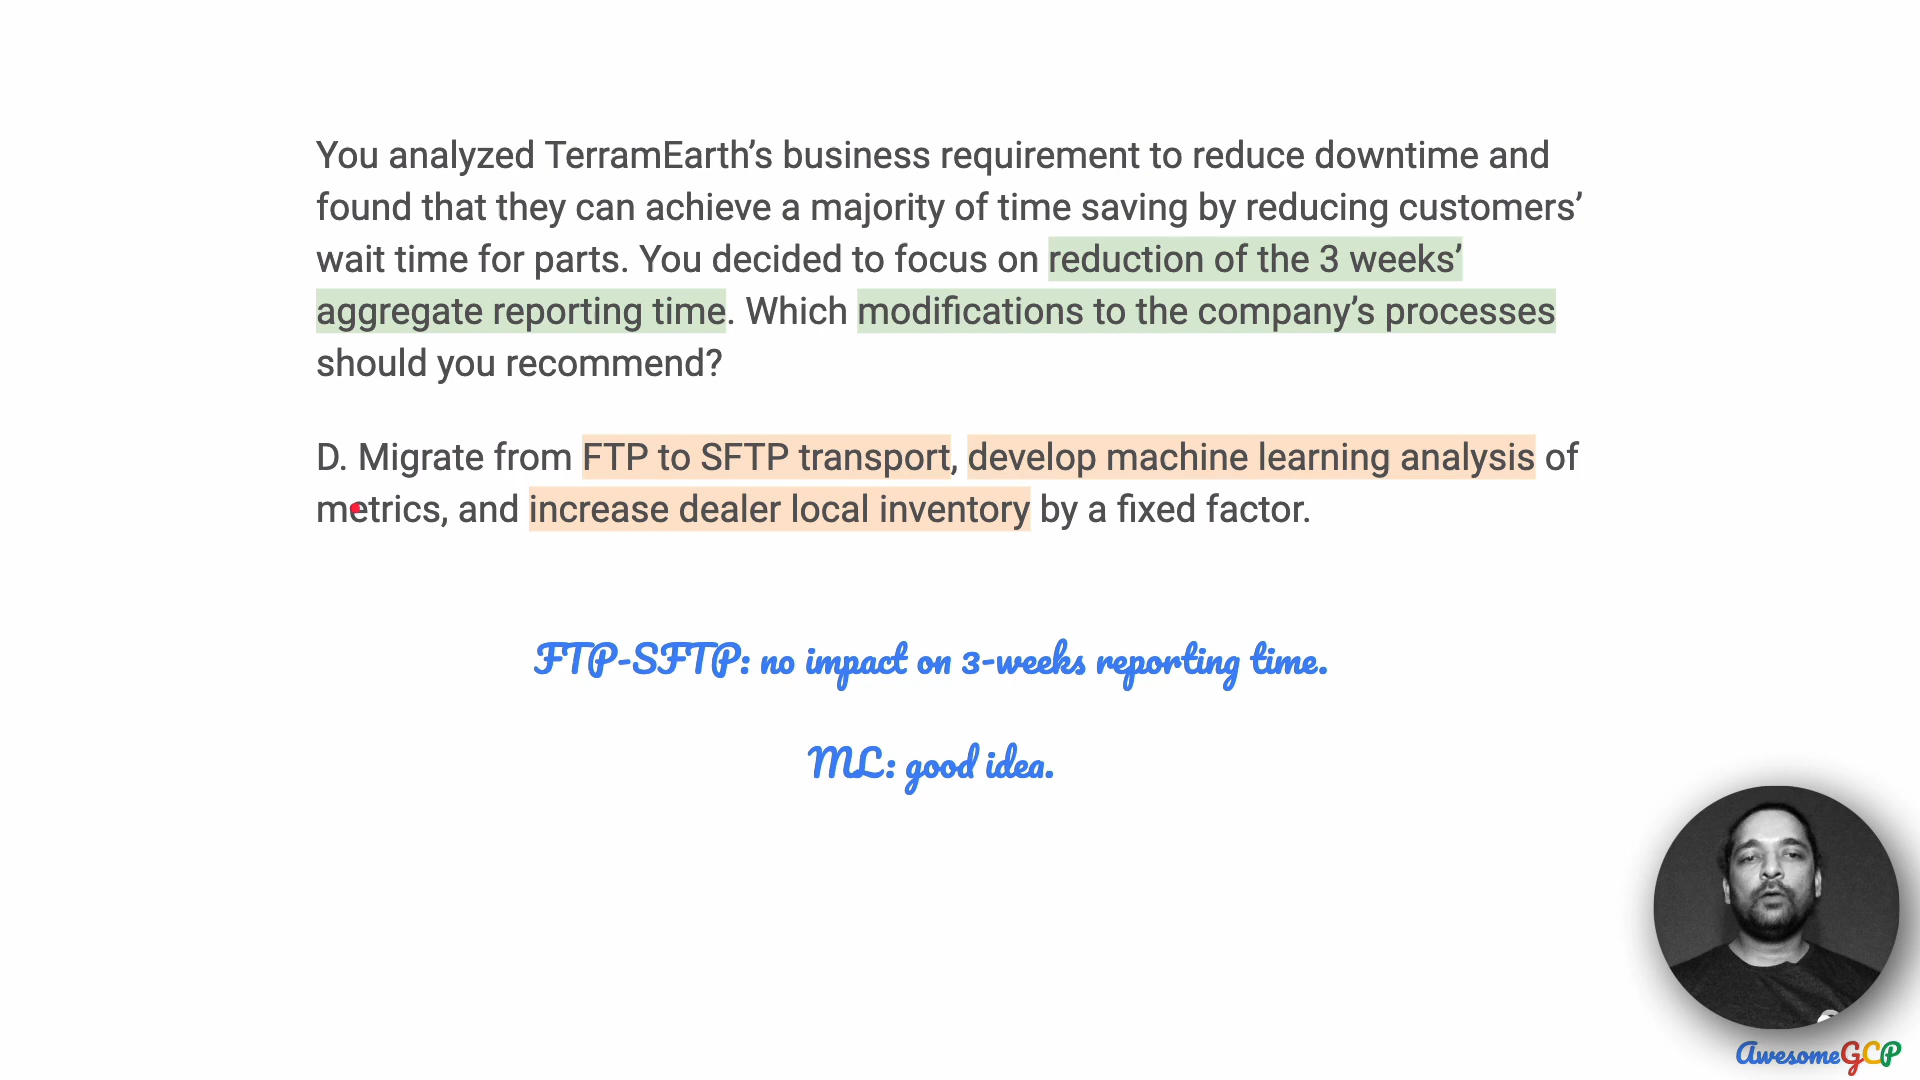 You analyzed TerramEarth’s business requirement to reduce downtime and
found that they can achieve a majority of time saving by reducing customers’
wait time for parts. You decided to focus on reduction of the 3 weeks’
aggregate reporting time. Which modifications to the company’s processes
should you recommend?
D. Migrate from FTP to SFTP transport, develop machine learning analysis of
metrics, and increase dealer local inventory by a fixed factor.
FTP-SFTP: no impact on 3-weeks reporting time.
ML: good idea.
AwesomeGCP